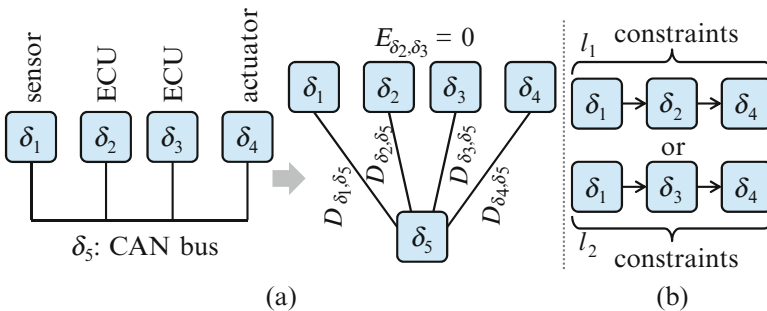 sensor
ECU
ECU
actuator
δ1
δ2
δ3
δ4
δ5: CAN bus
Eδ2,δ3 = 0
δ1
δ2
δ3
δ4
Dδ1,δ5
Dδ2,δ5
Dδ3,δ5
Dδ4,δ5
δ5
(a)
l1
constraints
δ1
δ2
δ4
or
δ1
δ3
δ4
l2
constraints
(b)